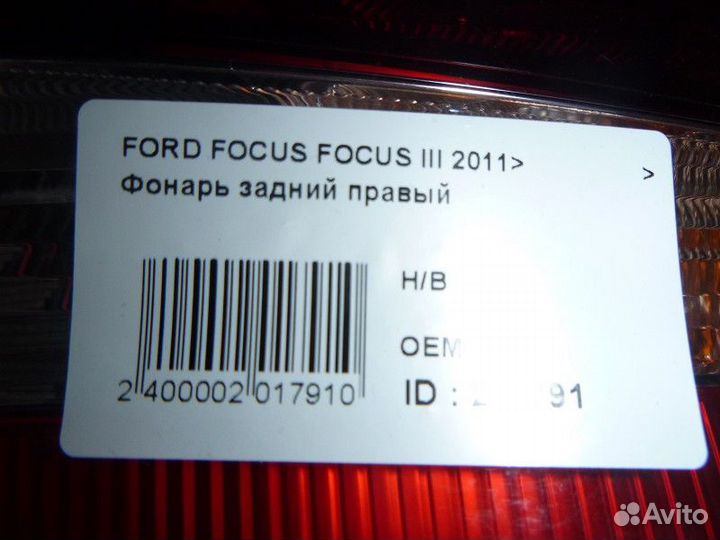 FORD FOCUS FOCUS III 2011>
>
Фонарь задний правый
H/B
OEM
ID :
2 400002 017910
Avito